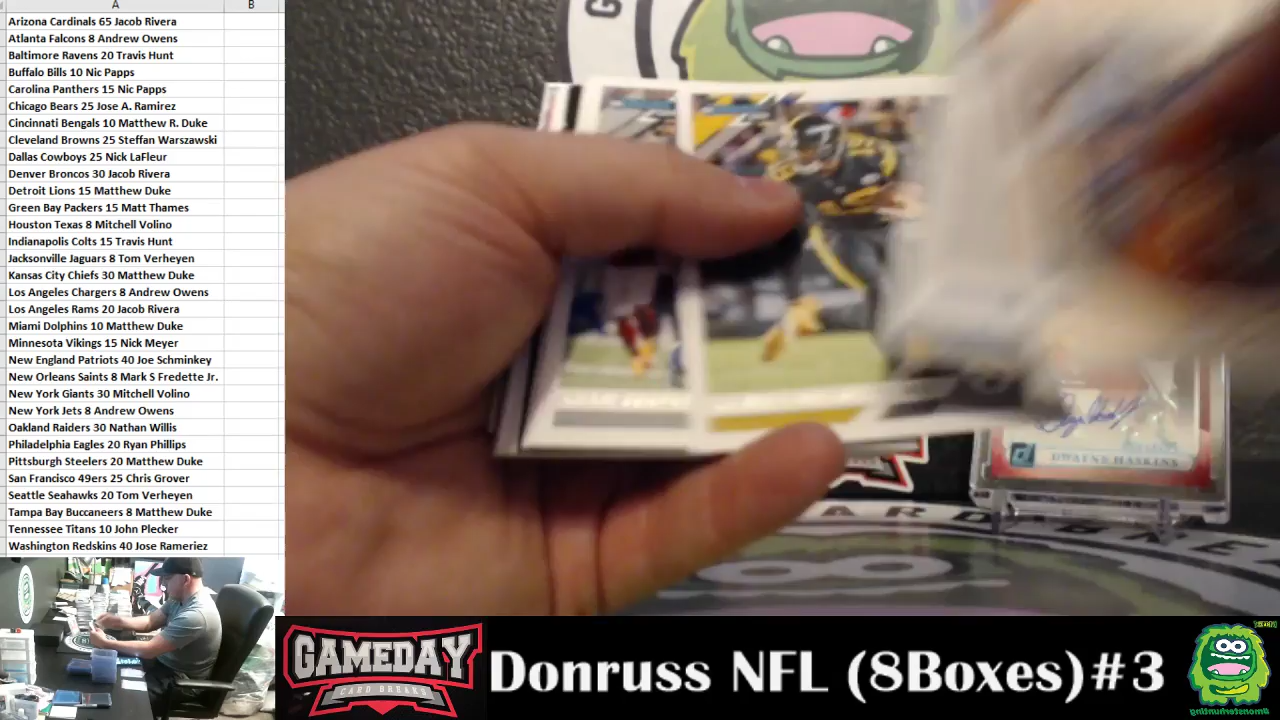 A
B
Arizona Cardinals 65 Jacob Rivera
Atlanta Falcons 8 Andrew Owens
Baltimore Ravens 20 Travis Hunt
Buffalo Bills 10 Nic Papps
Carolina Panthers 15 Nic Papps
Chicago Bears 25 Jose A. Ramirez
Cincinnati Bengals 10 Matthew R. Duke
Cleveland Browns 25 Steffan Warszawski
Dallas Cowboys 25 Nick LaFleur
Denver Broncos 30 Jacob Rivera
Detroit Lions 15 Matthew Duke
Green Bay Packers 15 Matt Thames
Houston Texas 8 Mitchell Volino
Indianapolis Colts 15 Travis Hunt
Jacksonville Jaguars 8 Tom Verheyen
Kansas City Chiefs 30 Matthew Duke
Los Angeles Chargers 8 Andrew Owens
Los Angeles Rams 20 Jacob Rivera
Miami Dolphins 10 Matthew Duke
Minnesota Vikings 15 Nick Meyer
New England Patriots 40 Joe Schminkey
New Orleans Saints 8 Mark S Fredette Jr.
New York Giants 30 Mitchell Volino
New York Jets 8 Andrew Owens
Oakland Raiders 30 Nathan Willis
Philadelphia Eagles 20 Ryan Phillips
Pittsburgh Steelers 20 Matthew Duke
San Francisco 49ers 25 Chris Grover
Seattle Seahawks 20 Tom Verheyen
Tampa Bay Buccaneers 8 Matthew Duke
Tennessee Titans 10 John Plecker
Washington Redskins 40 Jose Rameriez
DWAYNE HASKINS
GAMEDAY
CARD BREAKS
Donruss NFL (8Boxes)#3
#monsterhunting